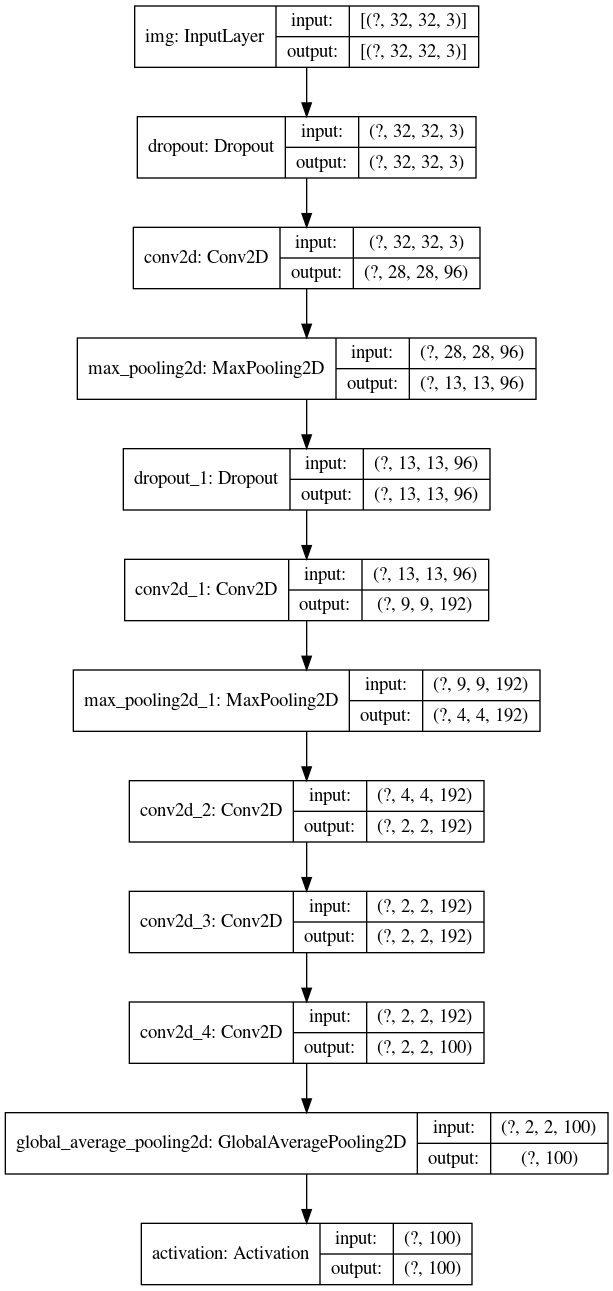 img: InputLayer
input:
[(?, 32, 32, 3)]
output:
[(?, 32, 32, 3)]
dropout: Dropout
input:
(?, 32, 32, 3)
output:
(?, 32, 32, 3)
conv2d: Conv2D
input:
(?, 32, 32, 3)
output:
(?, 28, 28, 96)
max_pooling2d: MaxPooling2D
input:
(?, 28, 28, 96)
output:
(?, 13, 13, 96)
dropout_1: Dropout
input:
(?, 13, 13, 96)
output:
(?, 13, 13, 96)
conv2d_1: Conv2D
input:
(?, 13, 13, 96)
output:
(?, 9, 9, 192)
max_pooling2d_1: MaxPooling2D
input:
(?, 9, 9, 192)
output:
(?, 4, 4, 192)
conv2d_2: Conv2D
input:
(?, 4, 4, 192)
output:
(?, 2, 2, 192)
conv2d_3: Conv2D
input:
(?, 2, 2, 192)
output:
(?, 2, 2, 192)
conv2d_4: Conv2D
input:
(?, 2, 2, 192)
output:
(?, 2, 2, 100)
global_average_pooling2d: GlobalAveragePooling2D
input:
(?, 2, 2, 100)
output:
(?, 100)
activation: Activation
input:
(?, 100)
output:
(?, 100)